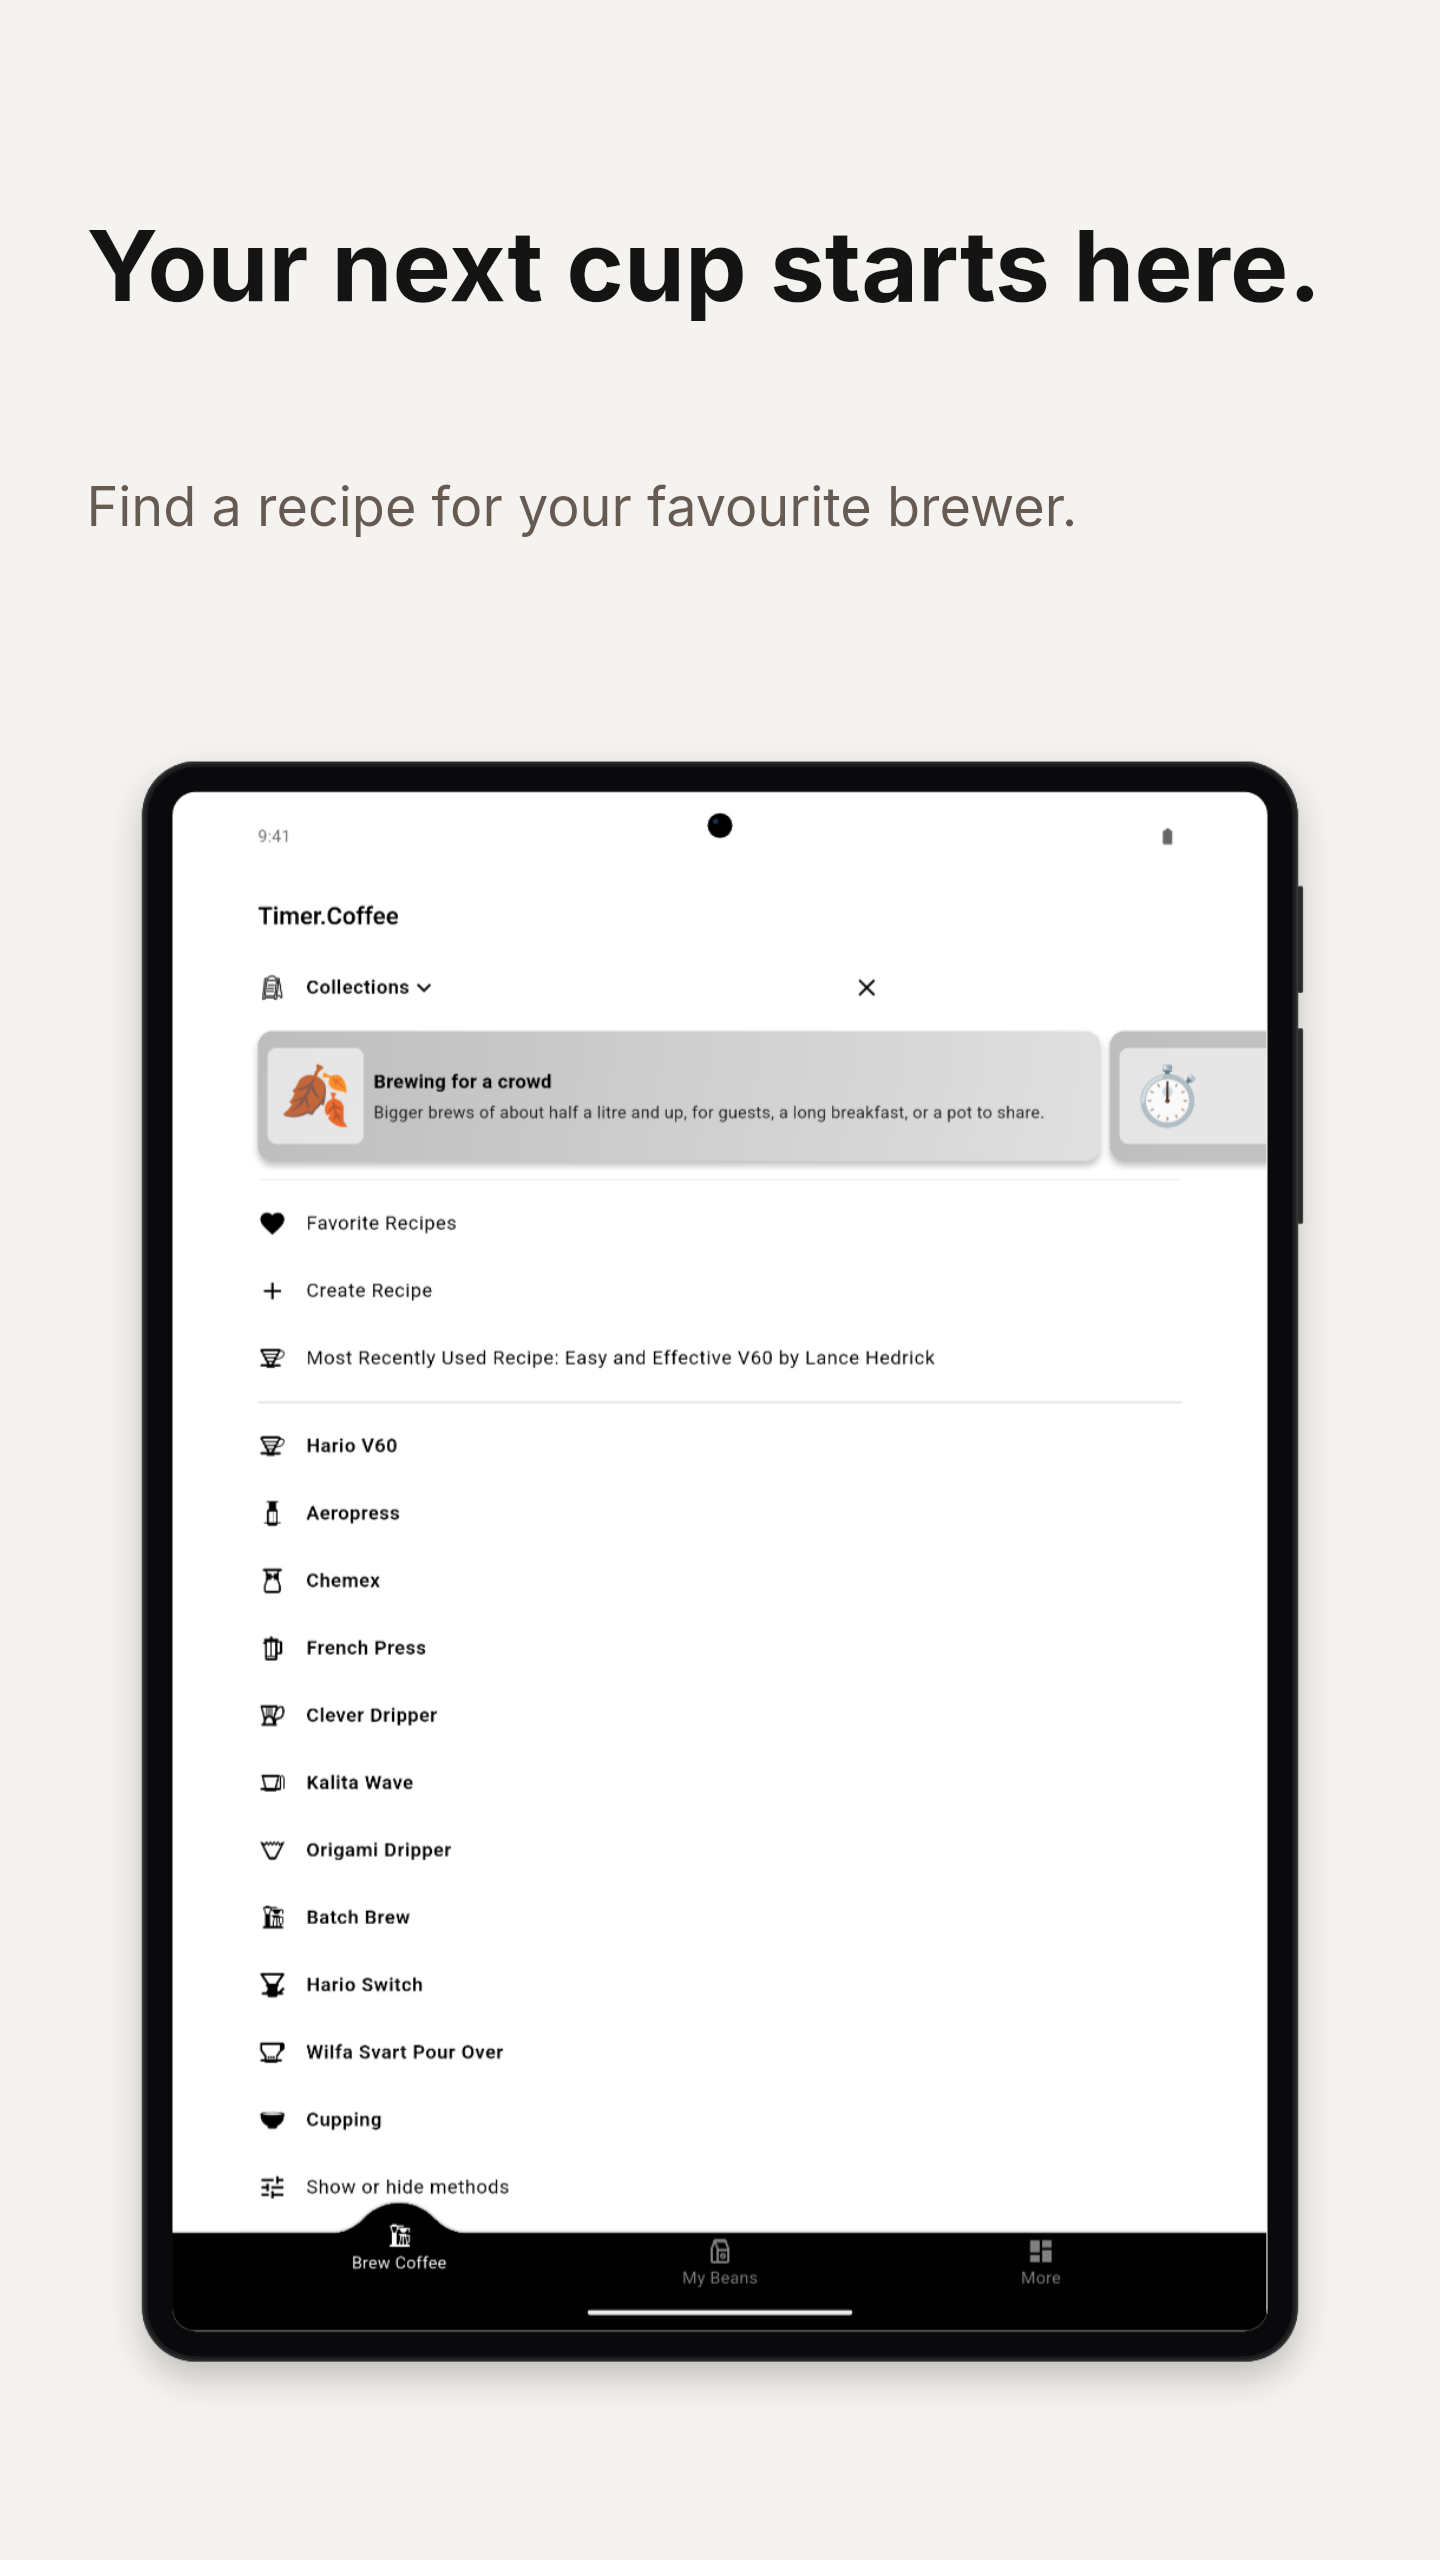 Your next cup starts here.
Find a recipe for your favourite brewer.
9:41
Timer.Coffee
Collections
Brewing for a crowd
Bigger brews of about half a litre and up, for guests, a long breakfast, or a pot to share.
Favorite Recipes
Create Recipe
Most Recently Used Recipe: Easy and Effective V60 by Lance Hedrick
Hario V60
Aeropress
Chemex
French Press
Clever Dripper
Kalita Wave
Origami Dripper
Batch Brew
Hario Switch
Wilfa Svart Pour Over
Cupping
Show or hide methods
Brew Coffee
My Beans
More